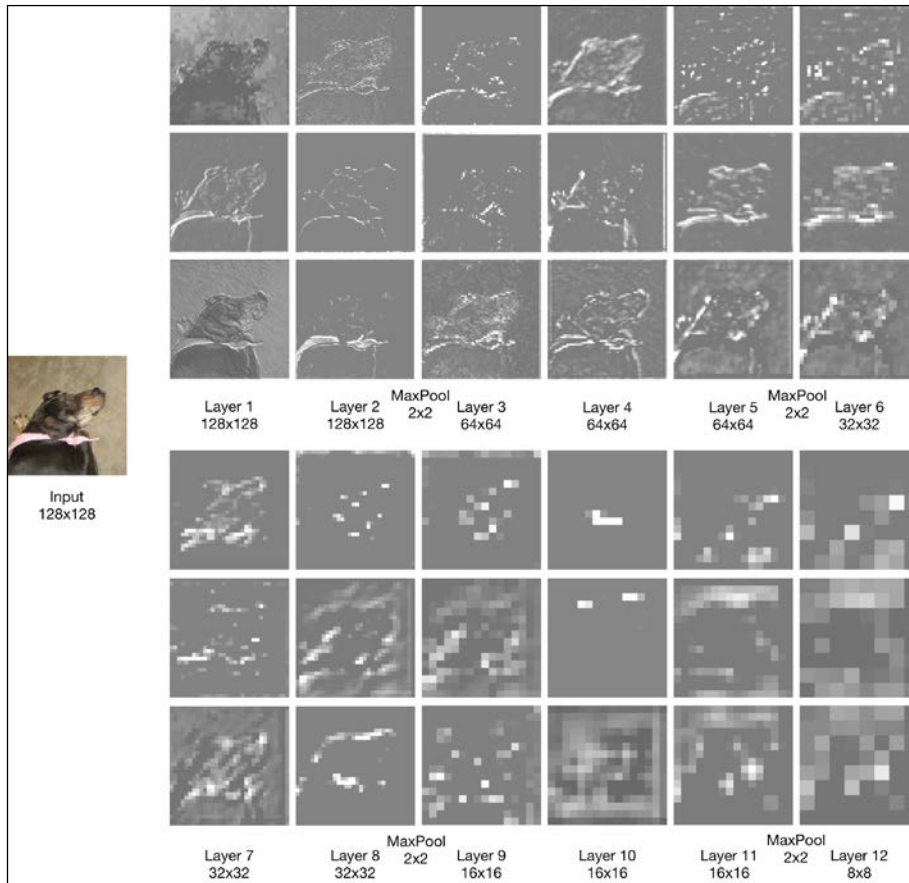 MaxPool
MaxPool
MaxPool
Layer 1
Layer 2
2x2
Layer 3
Layer 4
Layer 5
2x2
Layer 6
128x128
128x128
64x64
64x64
64x64
32x32
Input
128x128
MaxPool
MaxPool
Layer 7
Layer 8
2x2
Layer 9
Layer 10
Layer 11
2x2
Layer 12
32x32
32x32
16x16
16x16
16x16
8x8